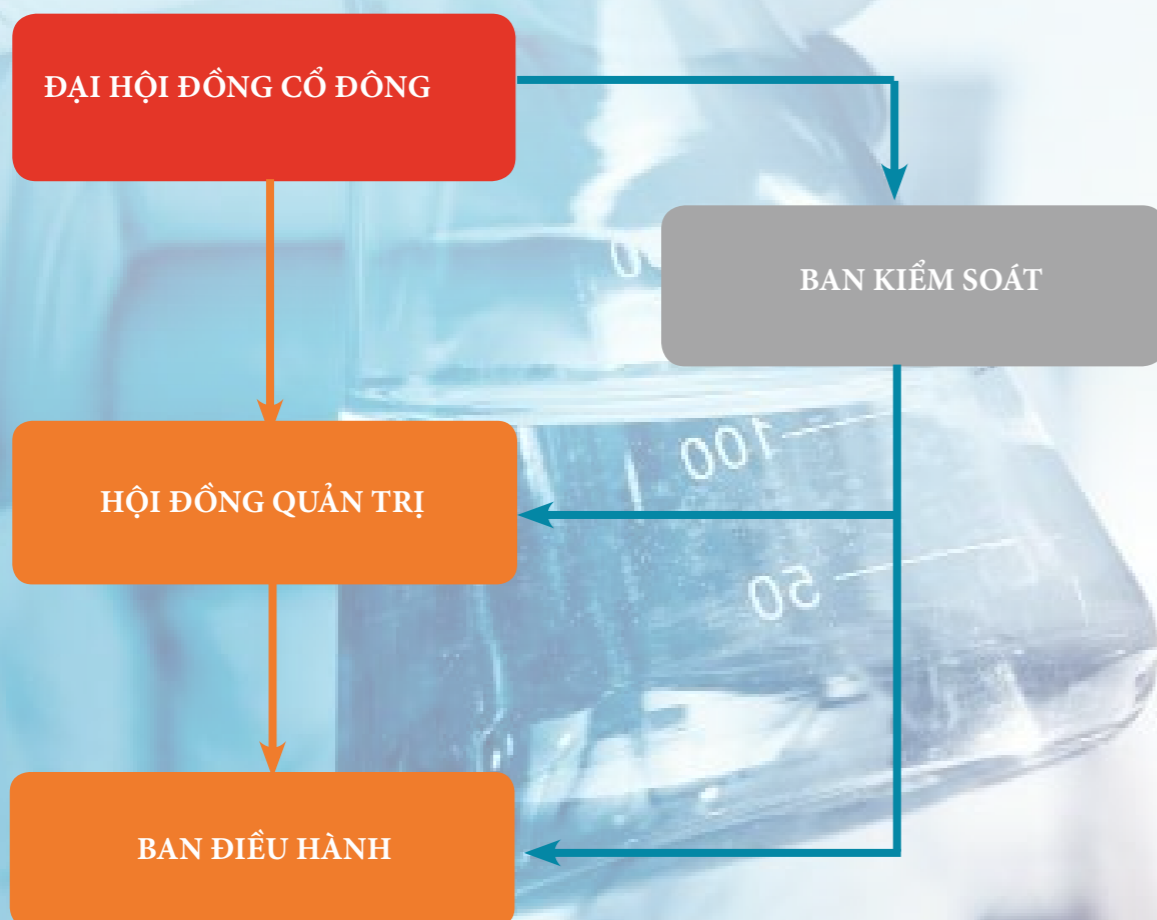 ĐẠI HỘI ĐỒNG CỔ ĐÔNG
BAN KIỂM SOÁT
100
HỘI ĐỒNG QUẢN TRỊ
50
BAN ĐIỀU HÀNH